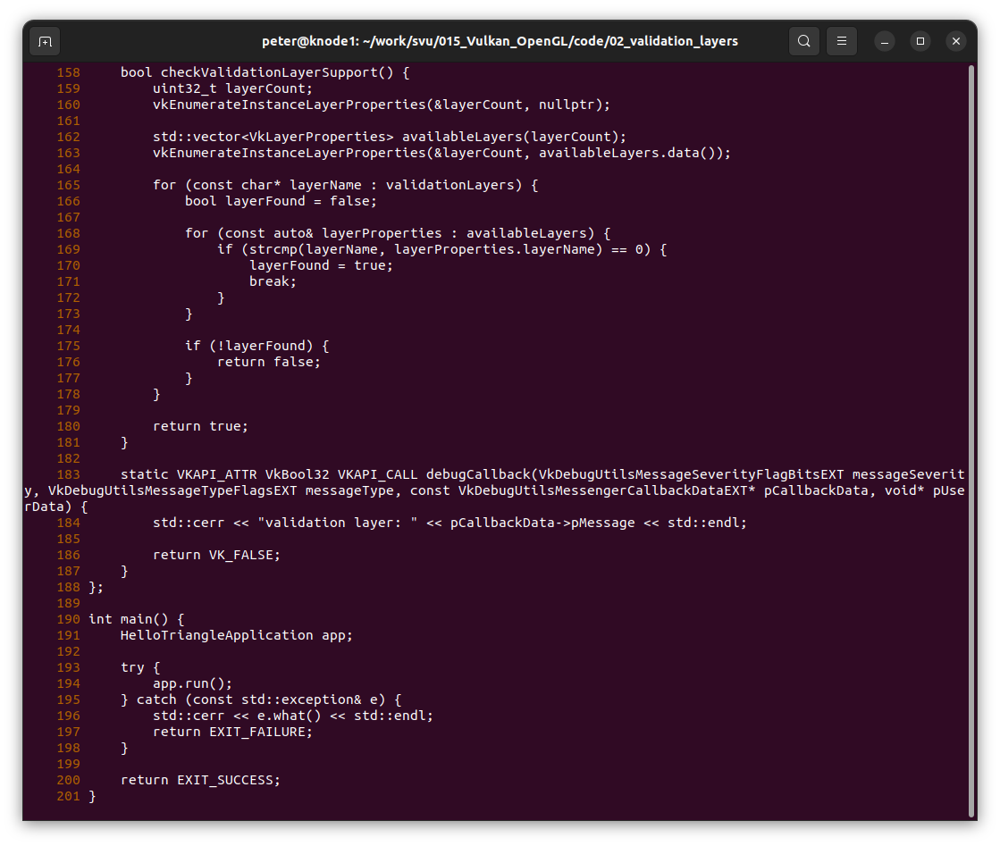 peter@knode1: ~/work/svu/015_Vulkan_OpenGL/code/02_validation_layers
158     bool checkValidationLayerSupport() {
159         uint32_t layerCount;
160         vkEnumerateInstanceLayerProperties(&layerCount, nullptr);
161
162         std::vector<VkLayerProperties> availableLayers(layerCount);
163         vkEnumerateInstanceLayerProperties(&layerCount, availableLayers.data());
164
165         for (const char* layerName : validationLayers) {
166             bool layerFound = false;
167
168             for (const auto& layerProperties : availableLayers) {
169                 if (strcmp(layerName, layerProperties.layerName) == 0) {
170                     layerFound = true;
171                     break;
172                 }
173             }
174
175             if (!layerFound) {
176                 return false;
177             }
178         }
179
180         return true;
181     }
182
183     static VKAPI_ATTR VkBool32 VKAPI_CALL debugCallback(VkDebugUtilsMessageSeverityFlagBitsEXT messageSeverit
y, VkDebugUtilsMessageTypeFlagsEXT messageType, const VkDebugUtilsMessengerCallbackDataEXT* pCallbackData, void* pUse
rData) {
184         std::cerr << "validation layer: " << pCallbackData->pMessage << std::endl;
185
186         return VK_FALSE;
187     }
188 };
189
190 int main() {
191     HelloTriangleApplication app;
192
193     try {
194         app.run();
195     } catch (const std::exception& e) {
196         std::cerr << e.what() << std::endl;
197         return EXIT_FAILURE;
198     }
199
200     return EXIT_SUCCESS;
201 }